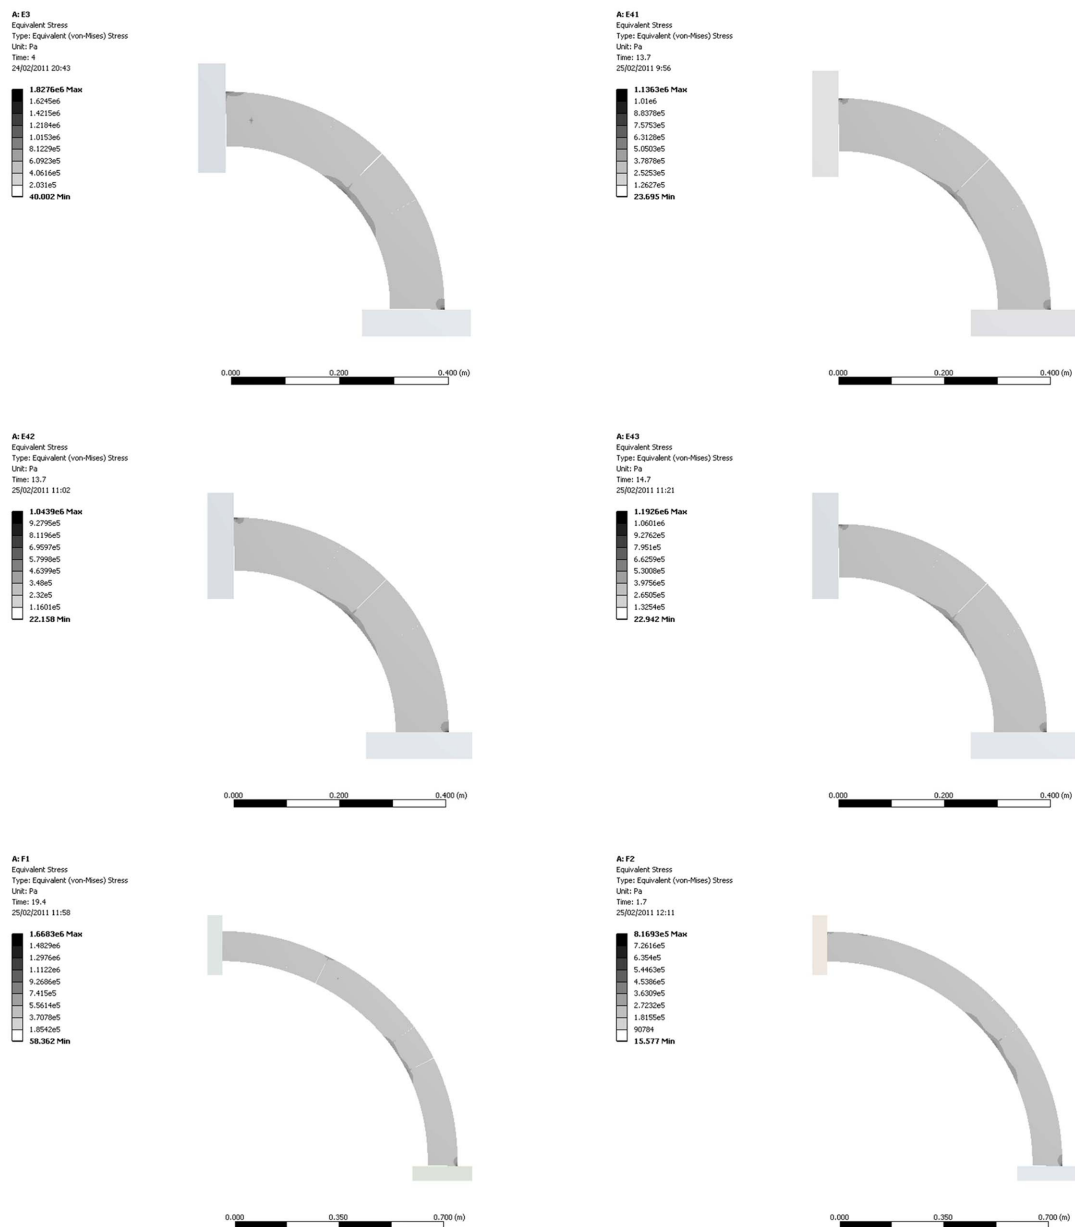 A: E3
Equivalent Stress
Type: Equivalent (von-Mises) Stress
Unit: Pa
Time: 4
24/02/2011 20:43
1.8276e6 Max
1.6245e6
1.4215e6
1.2184e6
1.0153e6
8.1229e5
6.0923e5
4.0616e5
2.031e5
40.002 Min
0.000 0.200 0.400 (m)
A: E41
Equivalent Stress
Type: Equivalent (von-Mises) Stress
Unit: Pa
Time: 13.7
25/02/2011 9:56
1.1363e6 Max
1.01e6
8.8378e5
7.5753e5
6.3128e5
5.0503e5
3.7878e5
2.5253e5
1.2627e5
23.695 Min
0.000 0.200 0.400 (m)
A: E42
Equivalent Stress
Type: Equivalent (von-Mises) Stress
Unit: Pa
Time: 13.7
25/02/2011 11:02
1.0439e6 Max
9.2795e5
8.1196e5
6.9597e5
5.7998e5
4.6399e5
3.48e5
2.32e5
1.1601e5
22.158 Min
0.000 0.200 0.400 (m)
A: E43
Equivalent Stress
Type: Equivalent (von-Mises) Stress
Unit: Pa
Time: 14.7
25/02/2011 11:21
1.1926e6 Max
1.0601e6
9.2762e5
7.951e5
6.6259e5
5.3008e5
3.9756e5
2.6505e5
1.3254e5
22.942 Min
0.000 0.200 0.400 (m)
A: F1
Equivalent Stress
Type: Equivalent (von-Mises) Stress
Unit: Pa
Time: 19.4
25/02/2011 11:58
1.6683e6 Max
1.4829e6
1.2976e6
1.1122e6
9.2686e5
7.415e5
5.5614e5
3.7078e5
1.8542e5
58.362 Min
0.000 0.350 0.700 (m)
A: F2
Equivalent Stress
Type: Equivalent (von-Mises) Stress
Unit: Pa
Time: 1.7
25/02/2011 12:11
8.1693e5 Max
7.2616e5
6.354e5
5.4463e5
4.5386e5
3.6309e5
2.7232e5
1.8155e5
90784
15.577 Min
0.000 0.350 0.700 (m)